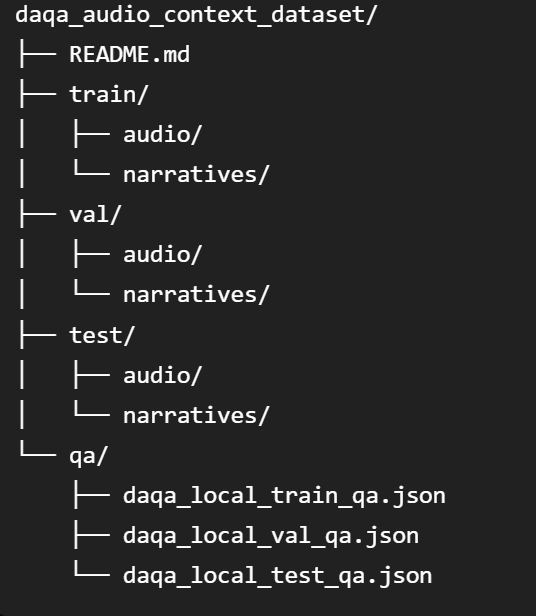 daqa_audio_context_dataset/
├── README.md
├── train/
│   ├── audio/
│   └── narratives/
├── val/
│   ├── audio/
│   └── narratives/
├── test/
│   ├── audio/
│   └── narratives/
└── qa/
    ├── daqa_local_train_qa.json
    ├── daqa_local_val_qa.json
    └── daqa_local_test_qa.json